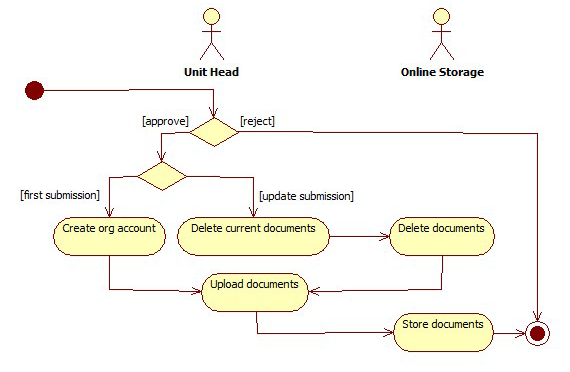 Unit Head
Online Storage
[approve]
[reject]
[first submission]
[update submission]
Create org account
Delete current documents
Delete documents
Upload documents
Store documents